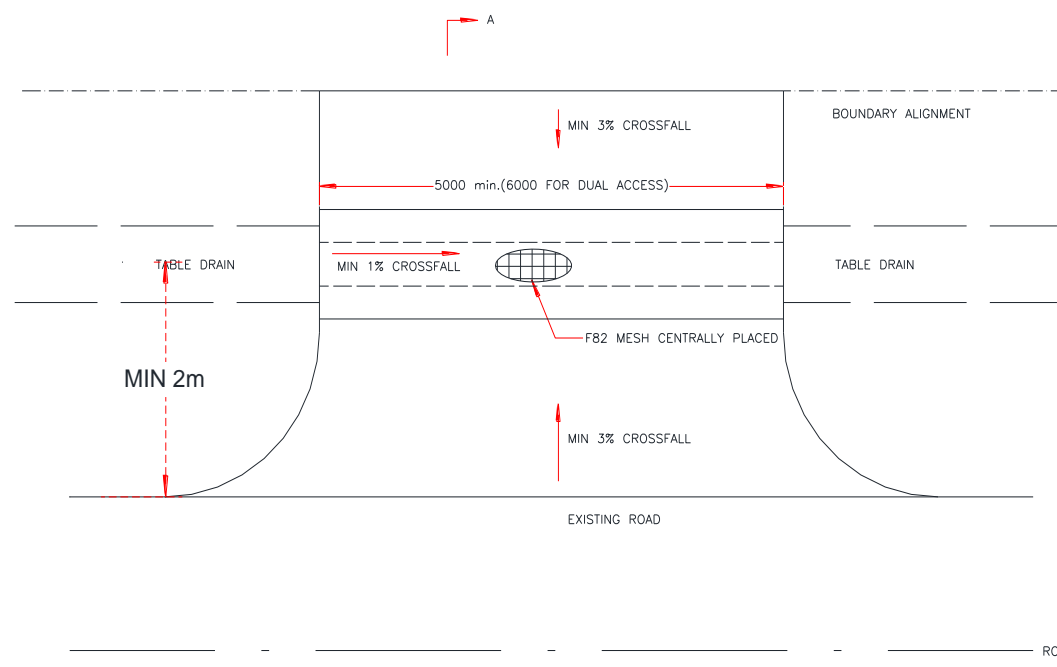 A
BOUNDARY ALIGNMENT
MIN 3% CROSSFALL
5000 min.(6000 FOR DUAL ACCESS)
TABLE DRAIN
MIN 1% CROSSFALL
TABLE DRAIN
F82 MESH CENTRALLY PLACED
MIN 2m
MIN 3% CROSSFALL
EXISTING ROAD
RO